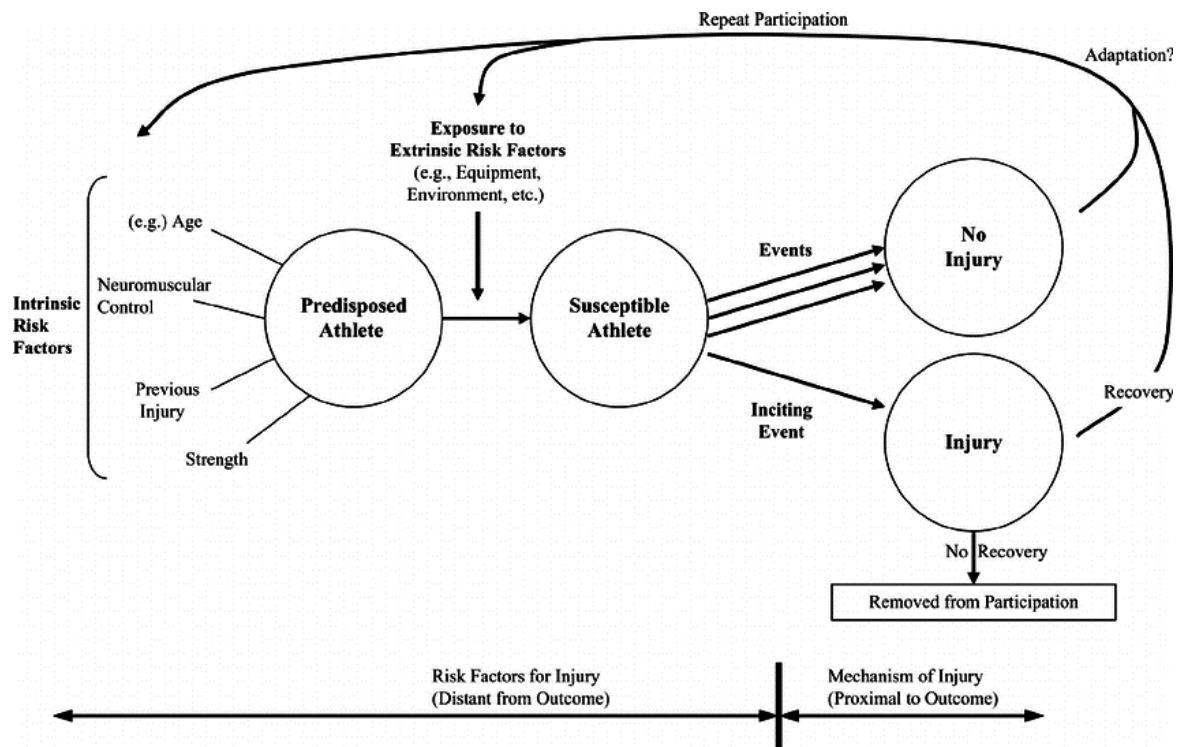 Repeat Participation
Adaptation?
Exposure to
Extrinsic Risk Factors
(e.g., Equipment,
Environment, etc.)
(e.g.) Age
Neuromuscular
Control
Intrinsic
Risk
Factors
Previous
Injury
Strength
Predisposed
Athlete
Susceptible
Athlete
Events
No
Injury
Inciting
Event
Injury
Recovery
No Recovery
Removed from Participation
Risk Factors for Injury
(Distant from Outcome)
Mechanism of Injury
(Proximal to Outcome)